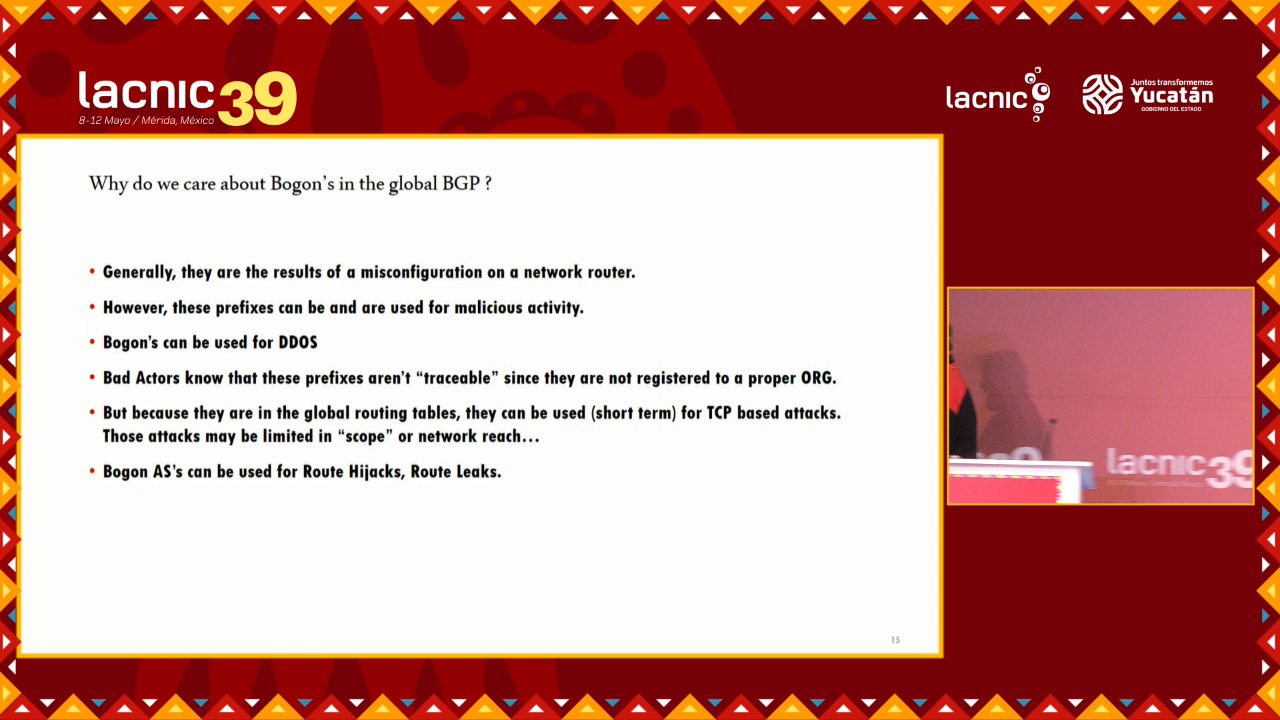 lacnic 39
8-12 Mayo / Mérida, México
lacnic
Juntos transformemos
Yucatán
GOBIERNO DEL ESTADO
Why do we care about Bogon's in the global BGP ?
• Generally, they are the results of a misconfiguration on a network router.
• However, these prefixes can be and are used for malicious activity.
• Bogon's can be used for DDOS
• Bad Actors know that these prefixes aren't “traceable” since they are not registered to a proper ORG.
• But because they are in the global routing tables, they can be used (short term) for TCP based attacks.
Those attacks may be limited in “scope” or network reach...
• Bogon AS's can be used for Route Hijacks, Route Leaks.
15
lacnic 39